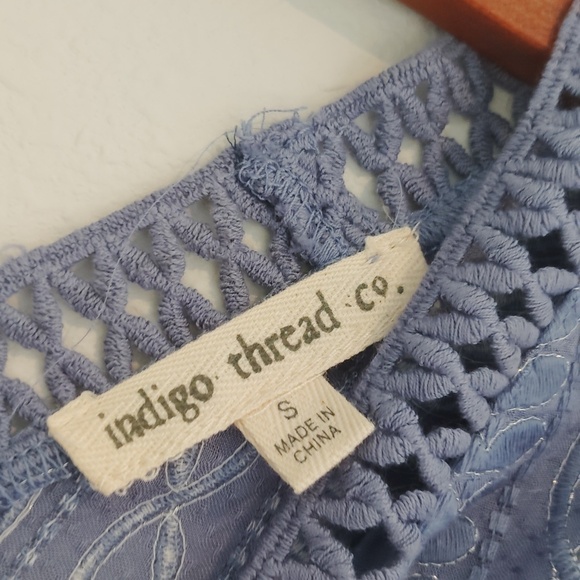 indigo thread co.
S
MADE IN
CHINA